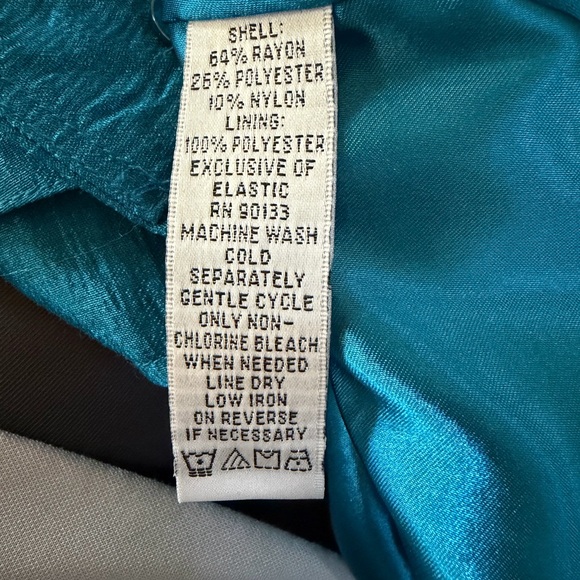 SHELL:
64% RAYON
26% POLYESTER
10% NYLON
LINING:
100% POLYESTER
EXCLUSIVE OF
ELASTIC
RN 90133
MACHINE WASH
COLD
SEPARATELY
GENTLE CYCLE
ONLY NON-
CHLORINE BLEACH
WHEN NEEDED
LINE DRY
LOW IRON
ON REVERSE
IF NECESSARY